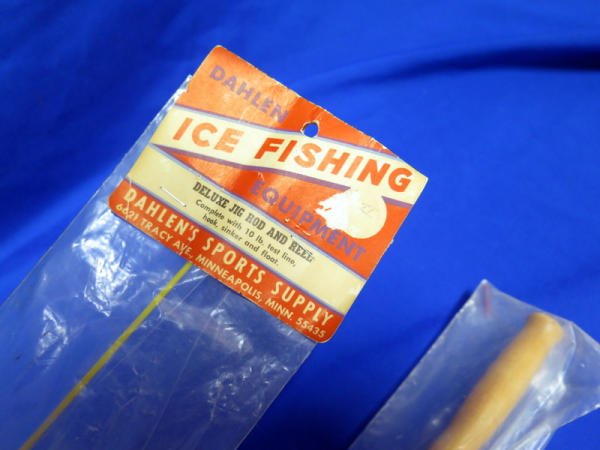 DAHLEN
ICE FISHING
EQUIPMENT
DELUXE JIG ROD AND REEL
Complete with 10 lb. test line,
hook, sinker and float.
DAHLEN'S SPORTS SUPPLY
6621 TRACY AVE., MINNEAPOLIS, MINN. 55435